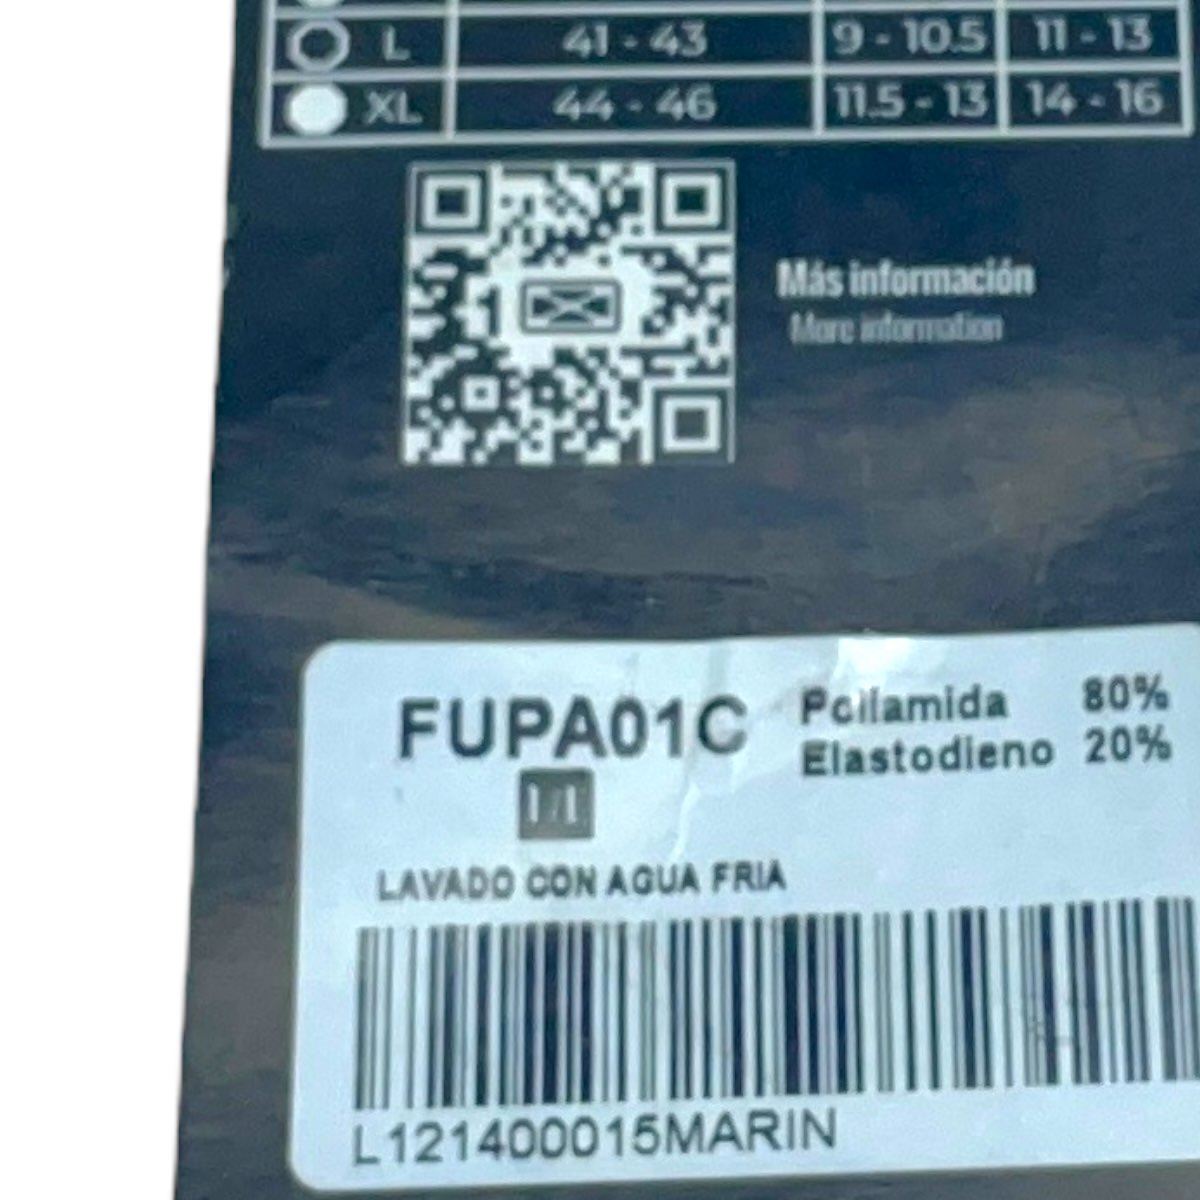 L 41 - 43 9 - 10.5 11 - 13
XL 44 - 46 11.5 - 13 14 - 16
Más información
More information
FUPA01C
Poliamida 80%
Elastodieno 20%
LAVADO CON AGUA FRIA
L121400015MARIN